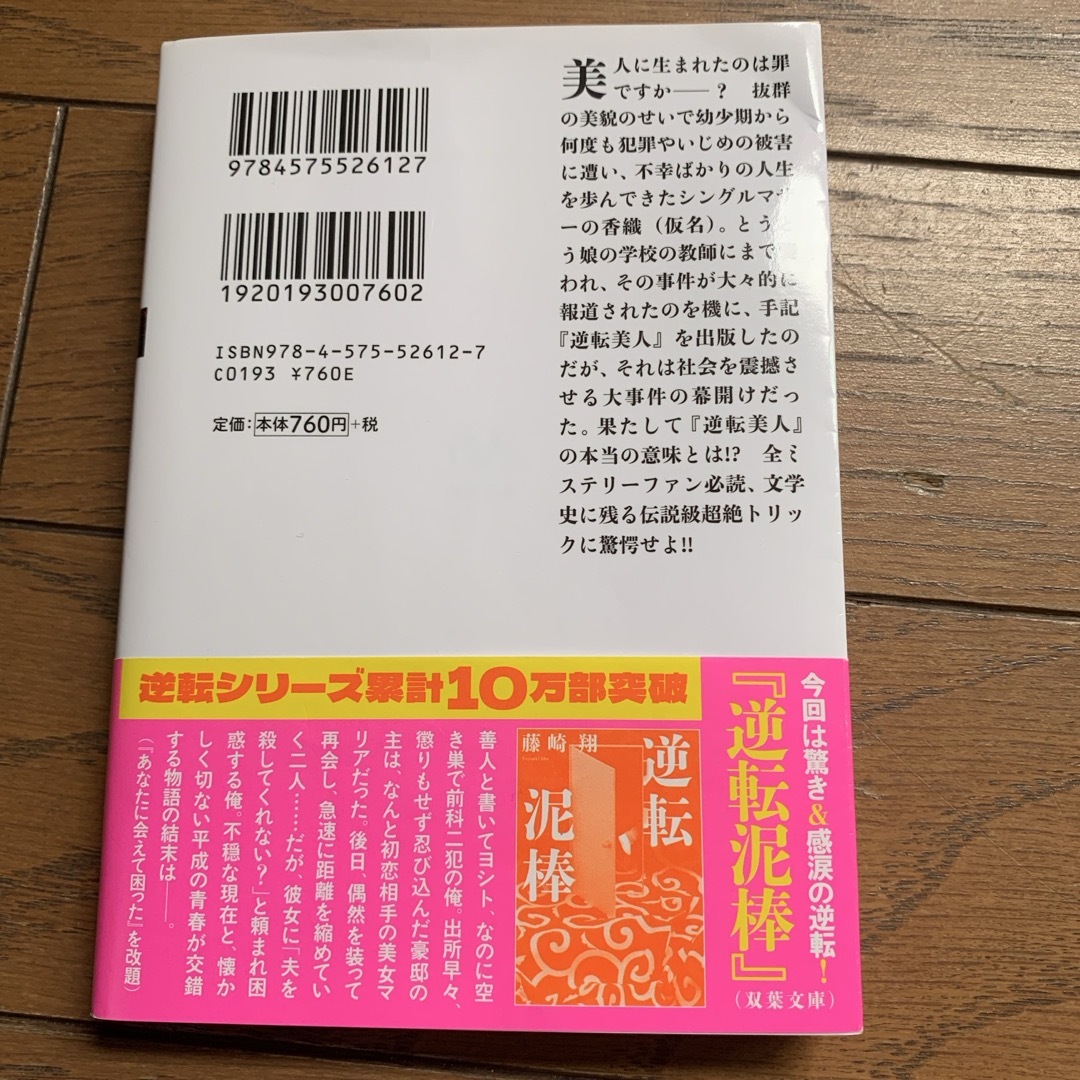 9784575526127
1920193007602
ISBN978-4-575-52612-7
C0193 ¥760E
定価：本体760円+税
美人に生まれたのは罪
ですか――？　抜群
の美貌のせいで幼少期から
何度も犯罪やいじめの被害
に遭い、不幸ばかりの人生
を歩んできたシングルマ
ーの香織（仮名）。とう
う娘の学校の教師にまで
われ、その事件が大々的に
報道されたのを機に、手記
『逆転美人』を出版したの
だが、それは社会を震撼さ
せる大事件の幕開けだっ
た。果たして『逆転美人』
の本当の意味とは!?　全ミ
ステリーファン必読、文学
史に残る伝説級超絶トリッ
クに驚愕せよ!!
逆転シリーズ累計10万部突破
今回は驚き&感涙の逆転！
『逆転泥棒』
（双葉文庫）
逆転
泥棒
藤崎翔
善人と書いてヨシト、なのに空
き巣で前科二犯の俺。出所早々、
懲りもせず忍び込んだ豪邸の
主は、なんと初恋相手の美女マ
リアだった。後日、偶然を装って
再会し、急速に距離を縮めてい
く二人……だが、彼女に「夫を
殺してくれない？」と頼まれ困
惑する俺。不穏な現在と、懐か
しく切ない平成の青春が交錯
する物語の結末は――。
（『あなたに会えて困った』を改題）